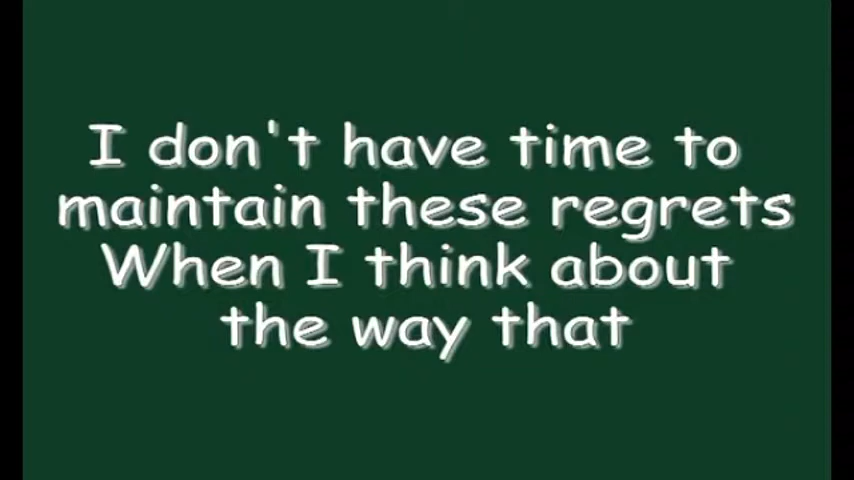 I don't have time to
maintain these regrets
When I think about
the way that